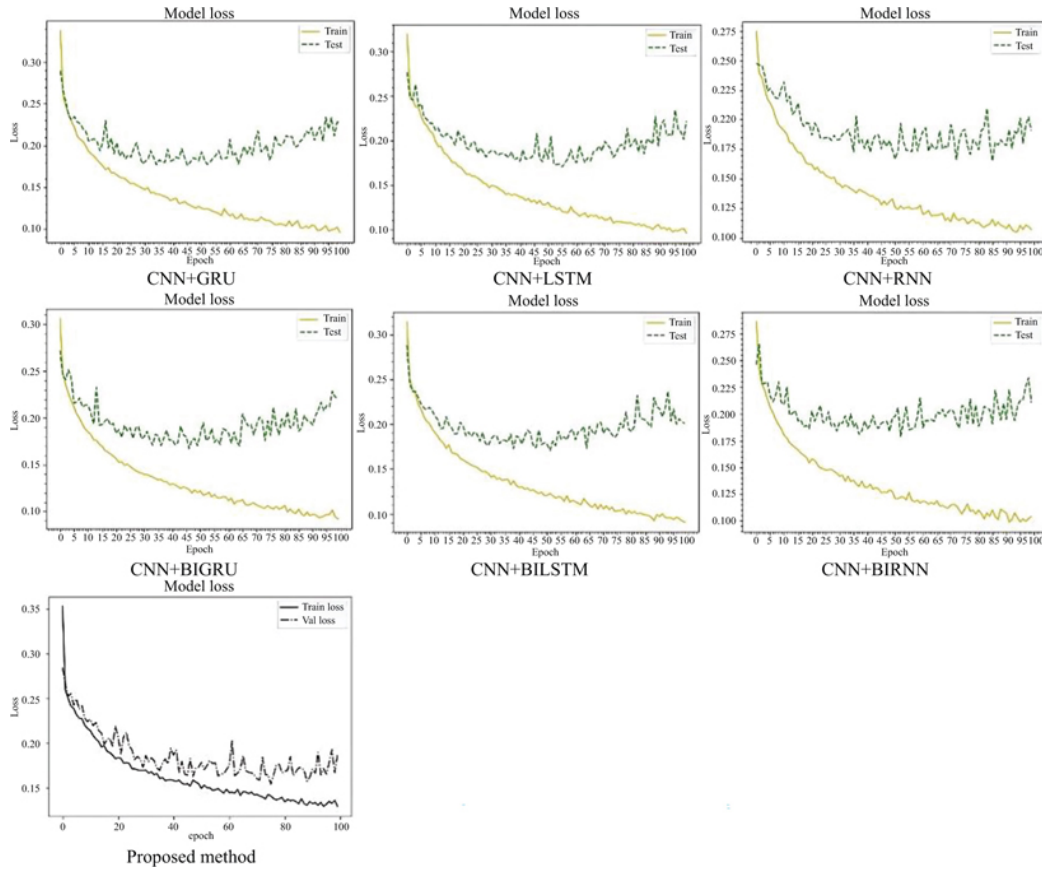 Model loss
Train
Test
0.30
0.25
0.20
0.15
0.10
Loss
0 5 10 15 20 25 30 35 40 45 50 55 60 65 70 75 80 85 90 95 100
Epoch
CNN+GRU
Model loss
Train
Test
0.30
0.25
0.20
0.15
0.10
Loss
0 5 10 15 20 25 30 35 40 45 50 55 60 65 70 75 80 85 90 95 100
Epoch
CNN+LSTM
Model loss
Train
Test
0.275
0.250
0.225
0.200
0.175
0.150
0.125
0.100
Loss
0 5 10 15 20 25 30 35 40 45 50 55 60 65 70 75 80 85 90 95 100
Epoch
CNN+RNN
Model loss
Train
Test
0.30
0.25
0.20
0.15
0.10
Loss
0 5 10 15 20 25 30 35 40 45 50 55 60 65 70 75 80 85 90 95 100
Epoch
CNN+BIGRU
Model loss
Train
Test
0.30
0.25
0.20
0.15
0.10
Loss
0 5 10 15 20 25 30 35 40 45 50 55 60 65 70 75 80 85 90 95 100
Epoch
CNN+BILSTM
Model loss
Train
Test
0.275
0.250
0.225
0.200
0.175
0.150
0.125
0.100
Loss
0 5 10 15 20 25 30 35 40 45 50 55 60 65 70 75 80 85 90 95 100
Epoch
CNN+BIRNN
Model loss
Train loss
Val loss
0.35
0.30
0.25
0.20
0.15
Loss
0 20 40 60 80 100
epoch
Proposed method